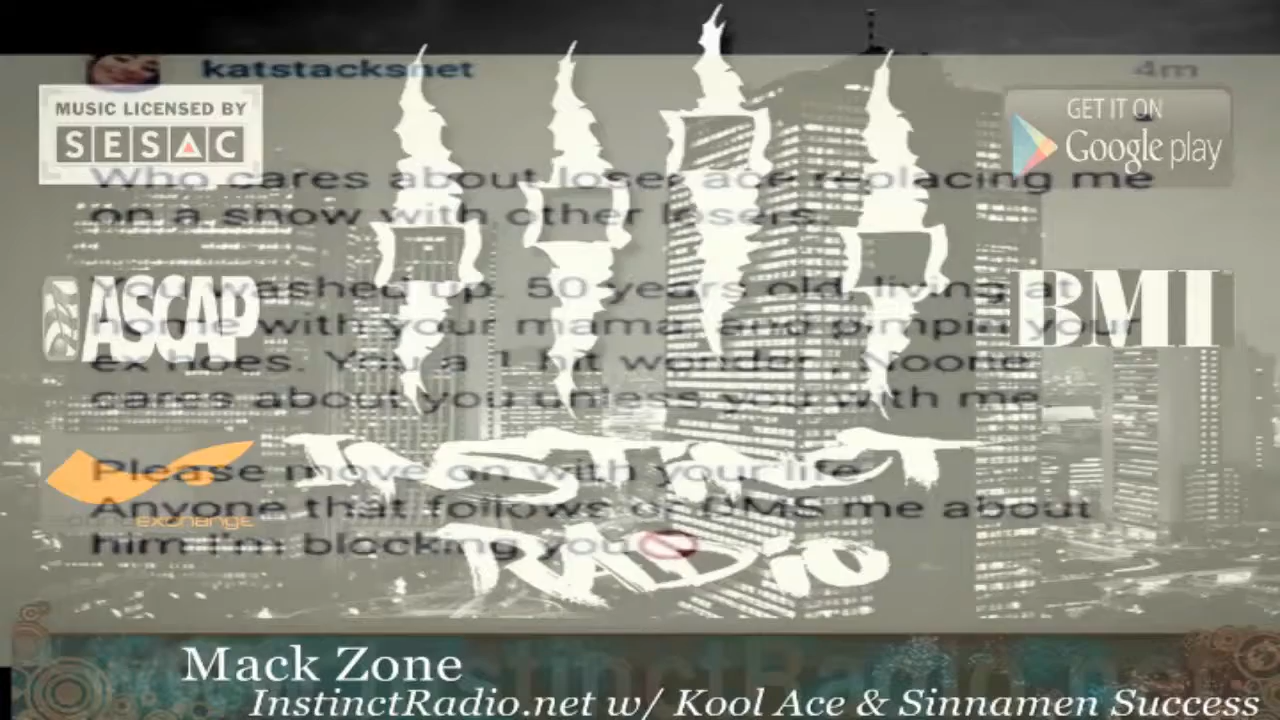 katstacksnet
4m
MUSIC LICENSED BY
SESAC
GET IT ON
Google play
Who cares about loser ace replacing me
on a show with other losers.
ASCAP
BMI
You washed up. 50 years old living at
home with your mama, and pimpin your
ex hoes. You a 1 hit wonder, Noone
cares about you unless you with me
Please move on with your life
Anyone that follows or DMS me about
him I'm blocking you
exchange
INSTINCT
RADIO
Mack Zone
InstinctRadio.net w/ Kool Ace & Sinnamen Success